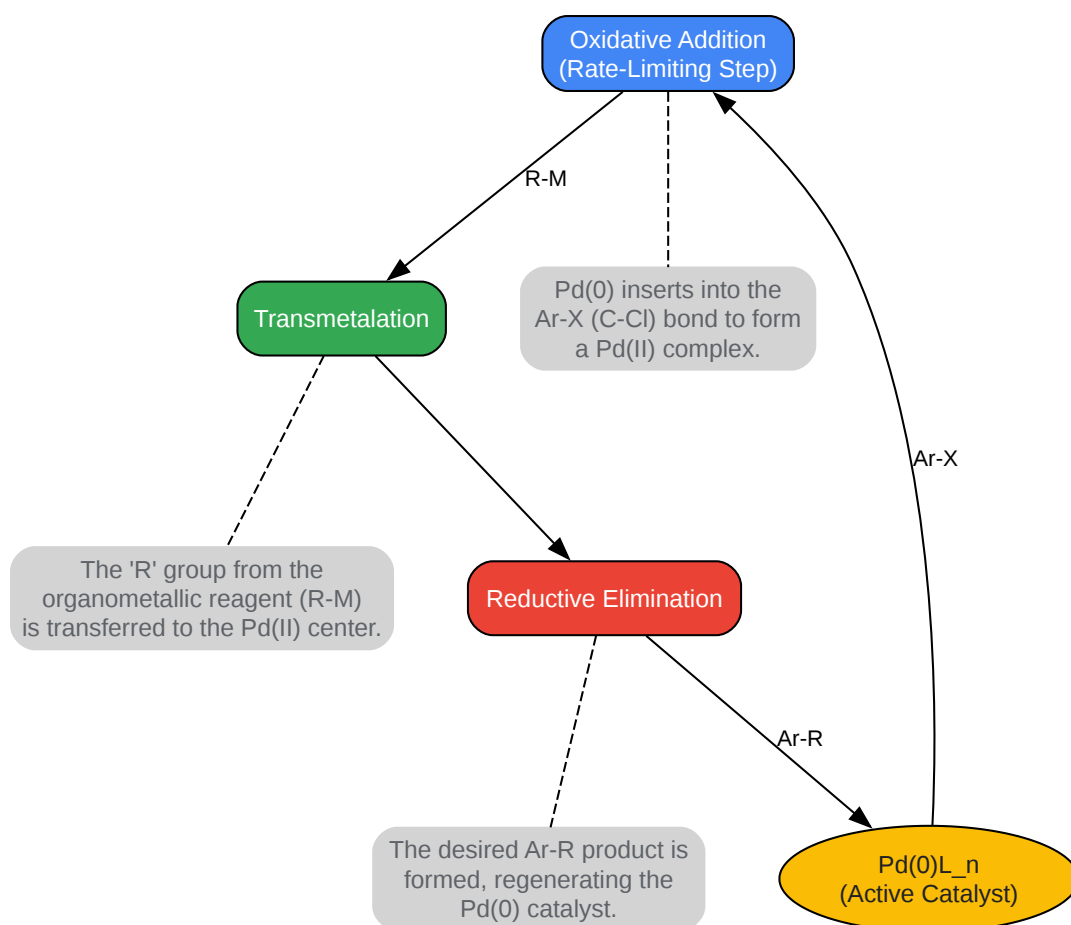 Oxidative Addition
(Rate-Limiting Step)
R-M
Transmetalation
Pd(0) inserts into the
Ar-X (C-Cl) bond to form
a Pd(II) complex.
Ar-X
The 'R' group from the
organometallic reagent (R-M)
is transferred to the Pd(II) center.
Reductive Elimination
Ar-R
The desired Ar-R product is
formed, regenerating the
Pd(0) catalyst.
Pd(0)L_n
(Active Catalyst)